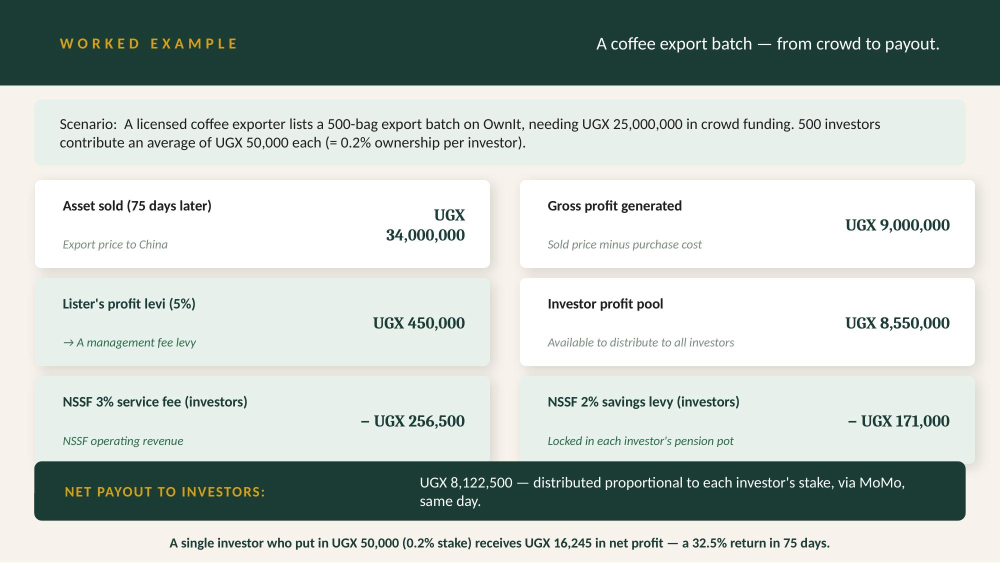 WORKED EXAMPLE
A coffee export batch — from crowd to payout.
Scenario:  A licensed coffee exporter lists a 500-bag export batch on OwnIt, needing UGX 25,000,000 in crowd funding. 500 investors
contribute an average of UGX 50,000 each (= 0.2% ownership per investor).
Asset sold (75 days later)
UGX
34,000,000
Export price to China
Gross profit generated
UGX 9,000,000
Sold price minus purchase cost
Lister's profit levi (5%)
UGX 450,000
→ A management fee levy
Investor profit pool
UGX 8,550,000
Available to distribute to all investors
NSSF 3% service fee (investors)
– UGX 256,500
NSSF operating revenue
NSSF 2% savings levy (investors)
– UGX 171,000
Locked in each investor's pension pot
NET PAYOUT TO INVESTORS:
UGX 8,122,500 — distributed proportional to each investor's stake, via MoMo,
same day.
A single investor who put in UGX 50,000 (0.2% stake) receives UGX 16,245 in net profit — a 32.5% return in 75 days.